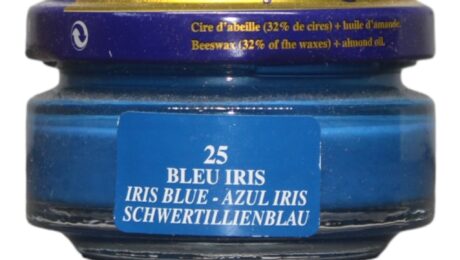 Cire d'abeille (32% de cires) + huile d'amande.
Beeswax (32% of fhe waxes) + almond oil.
25
BLEU IRIS
IRIS BLUE - AZUL IRIS
SCHWERTILLIENBLAU